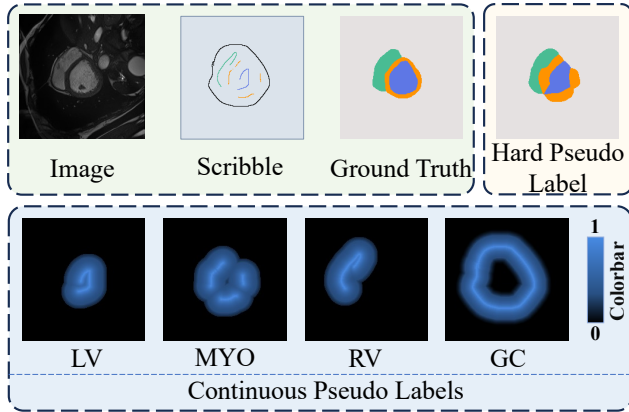 Image
Scribble
Ground Truth
Hard Pseudo
Label
1
Colorbar
0
LV
MYO
RV
GC
Continuous Pseudo Labels